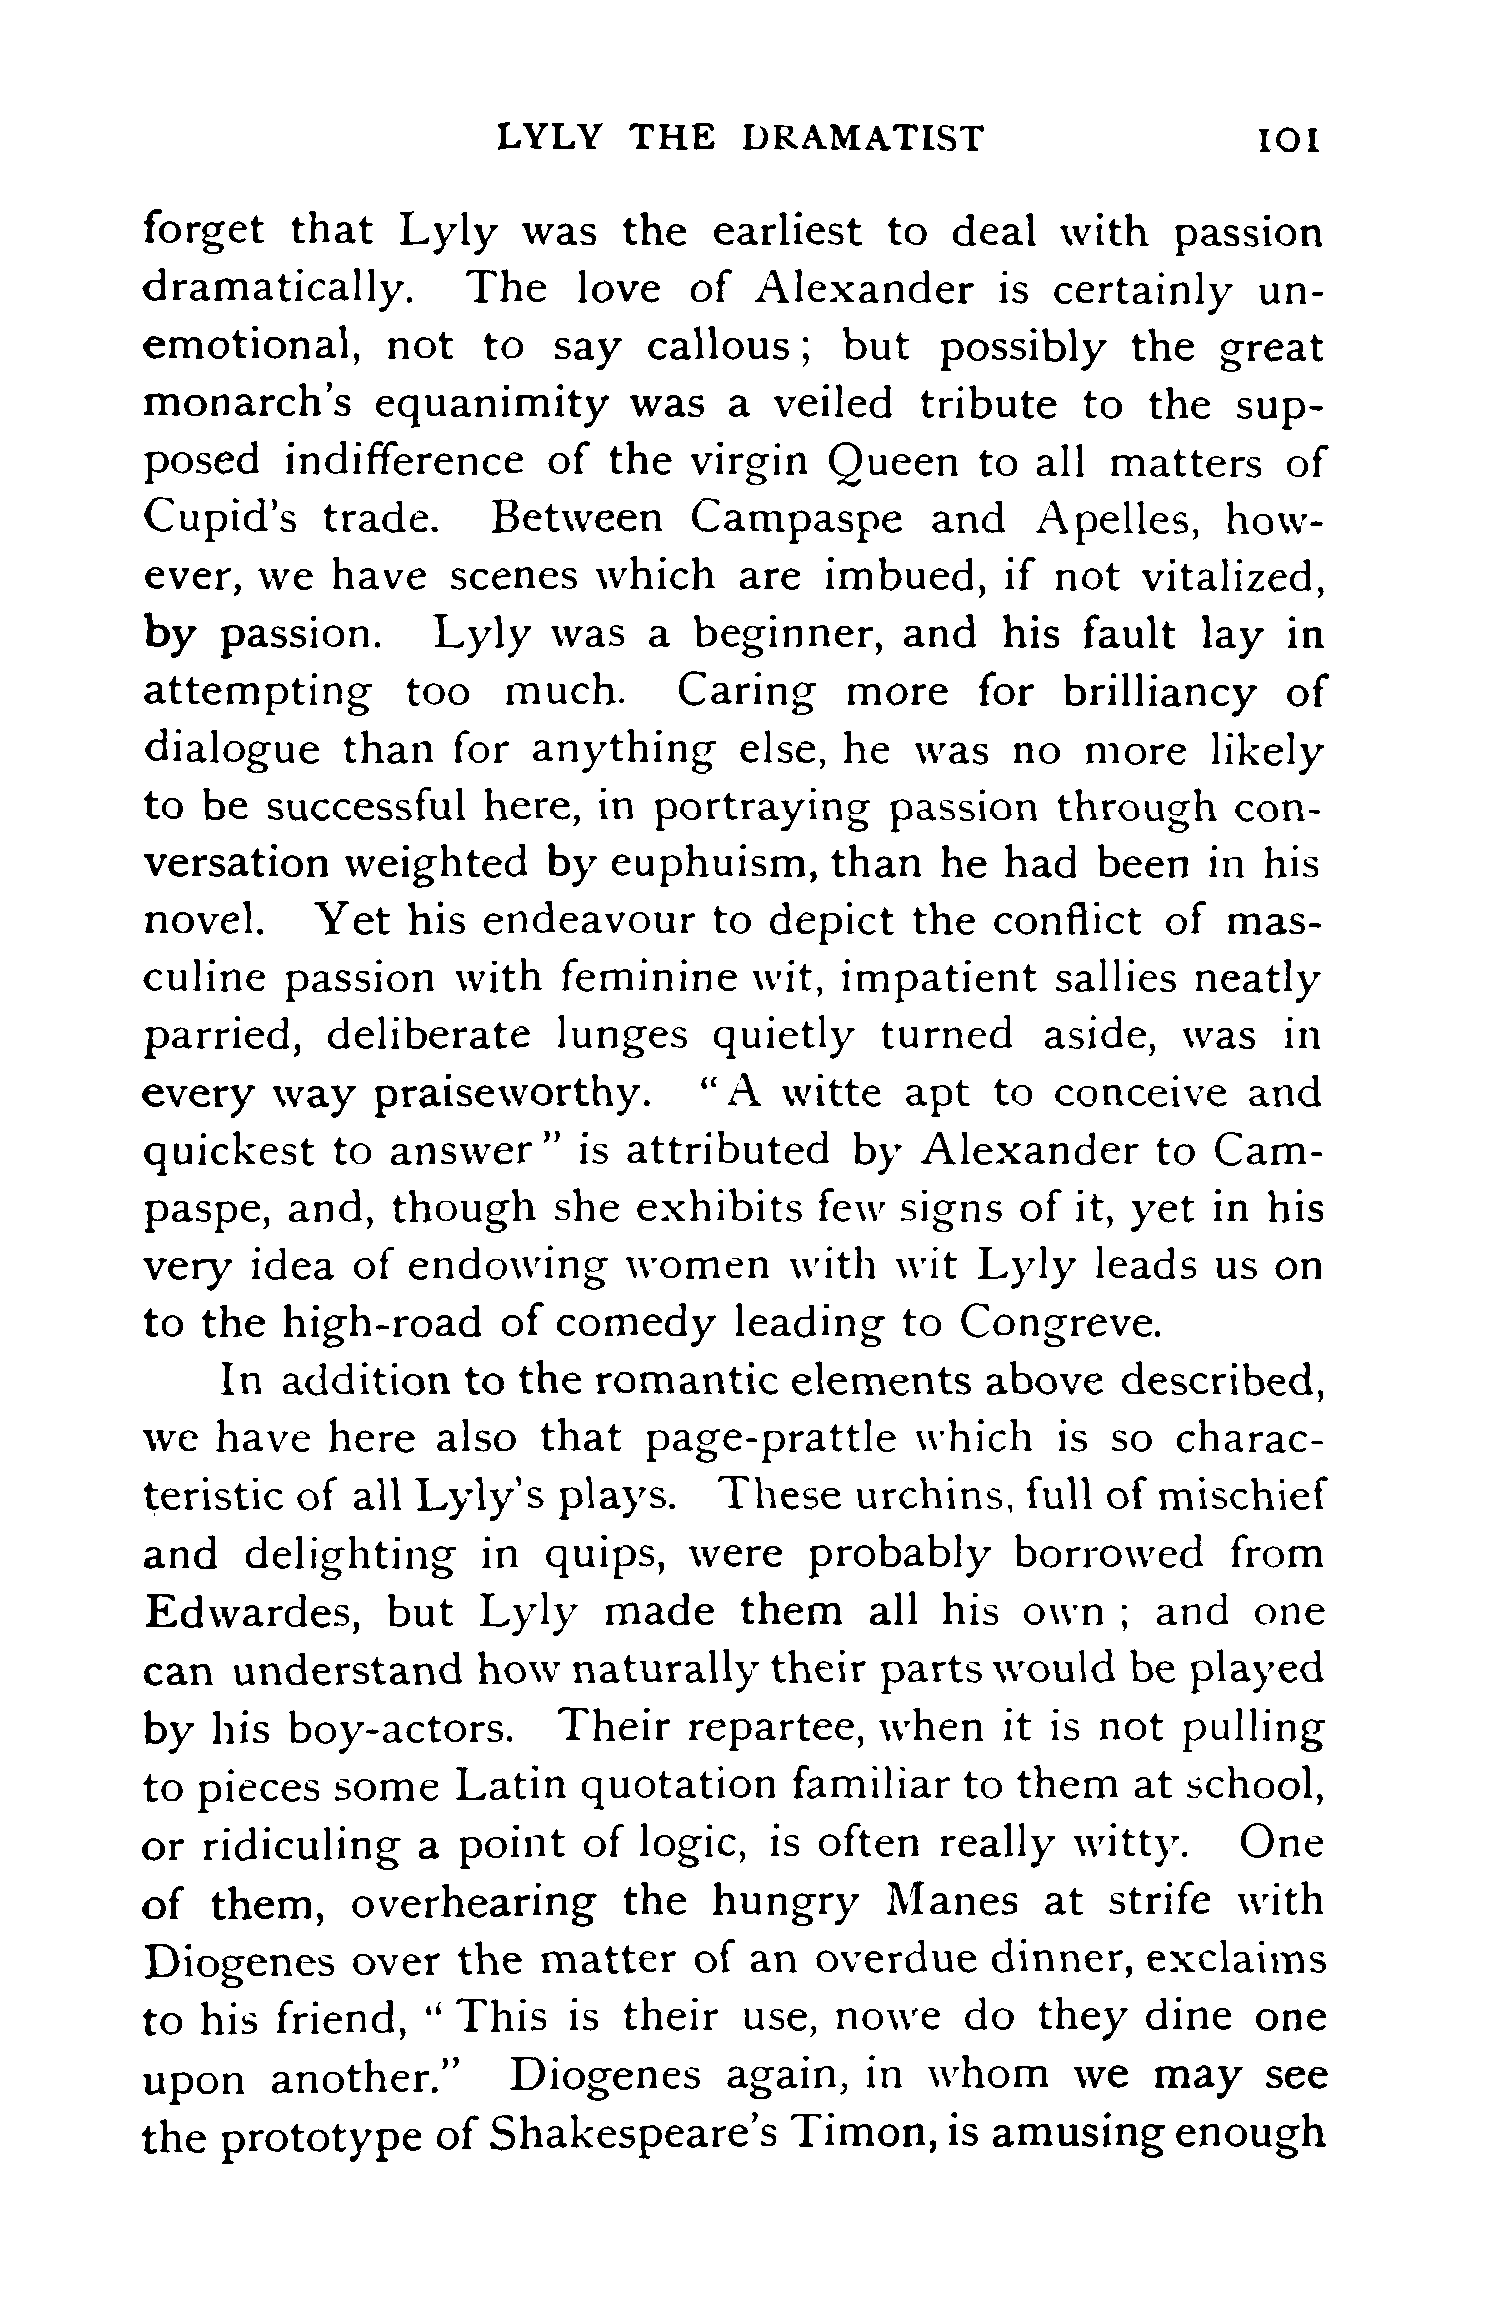 LYLY THE DRAMATIST 101
forget that Lyly was the earliest to deal with passion
dramatically. The love of Alexander is certainly un-
emotional, not to say callous; but possibly the great
monarch's equanimity was a veiled tribute to the sup-
posed indifference of the virgin Queen to all matters of
Cupid's trade. Between Campaspe and Apelles, how-
ever, we have scenes which are imbued, if not vitalized,
by passion. Lyly was a beginner, and his fault lay in
attempting too much. Caring more for brilliancy of
dialogue than for anything else, he was no more likely
to be successful here, in portraying passion through con-
versation weighted by euphuism, than he had been in his
novel. Yet his endeavour to depict the conflict of mas-
culine passion with feminine wit, impatient sallies neatly
parried, deliberate lunges quietly turned aside, was in
every way praiseworthy. "A witte apt to conceive and
quickest to answer" is attributed by Alexander to Cam-
paspe, and, though she exhibits few signs of it, yet in his
very idea of endowing women with wit Lyly leads us on
to the high-road of comedy leading to Congreve.
In addition to the romantic elements above described,
we have here also that page-prattle which is so charac-
teristic of all Lyly's plays. These urchins, full of mischief
and delighting in quips, were probably borrowed from
Edwardes, but Lyly made them all his own; and one
can understand how naturally their parts would be played
by his boy-actors. Their repartee, when it is not pulling
to pieces some Latin quotation familiar to them at school,
or ridiculing a point of logic, is often really witty. One
of them, overhearing the hungry Manes at strife with
Diogenes over the matter of an overdue dinner, exclaims
to his friend, "This is their use, nowe do they dine one
upon another." Diogenes again, in whom we may see
the prototype of Shakespeare's Timon, is amusing enough